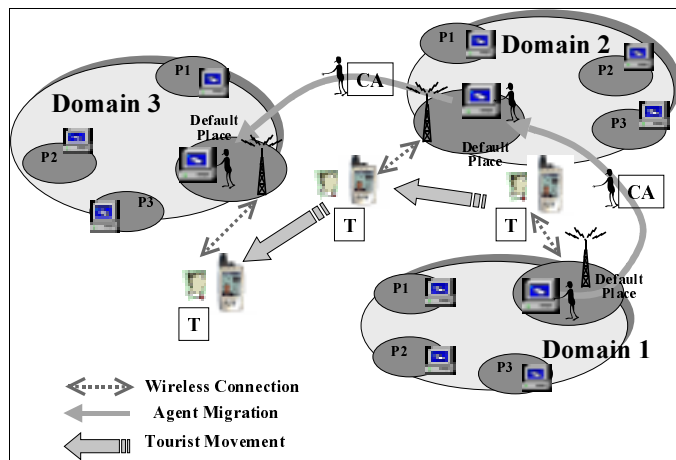 P1
Domain 2
P2
P3
Default Place
CA
P1
Domain 3
Default
Place
P2
P3
CA
T
T
T
Default
Place
P1
P2
P3
Domain 1
Wireless Connection
Agent Migration
Tourist Movement